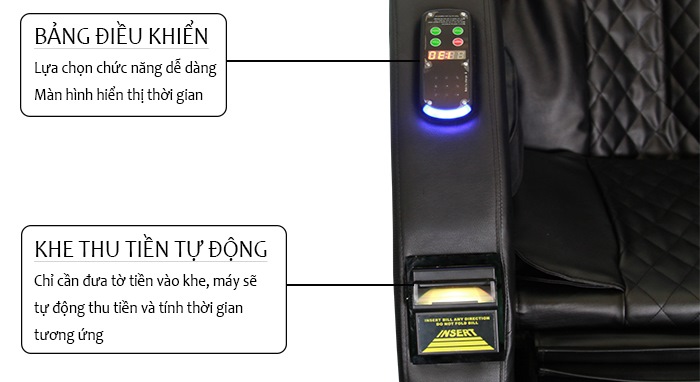 BẢNG ĐIỀU KHIỂN
Lựa chọn chức năng dễ dàng
Màn hình hiển thị thời gian
KHE THU TIỀN TỰ ĐỘNG
Chỉ cần đưa tờ tiền vào khe, máy sẽ
tự động thu tiền và tính thời gian
tương ứng
INSERT BILL ANY DIRECTION
DO NOT FOLD BILL
INSERT